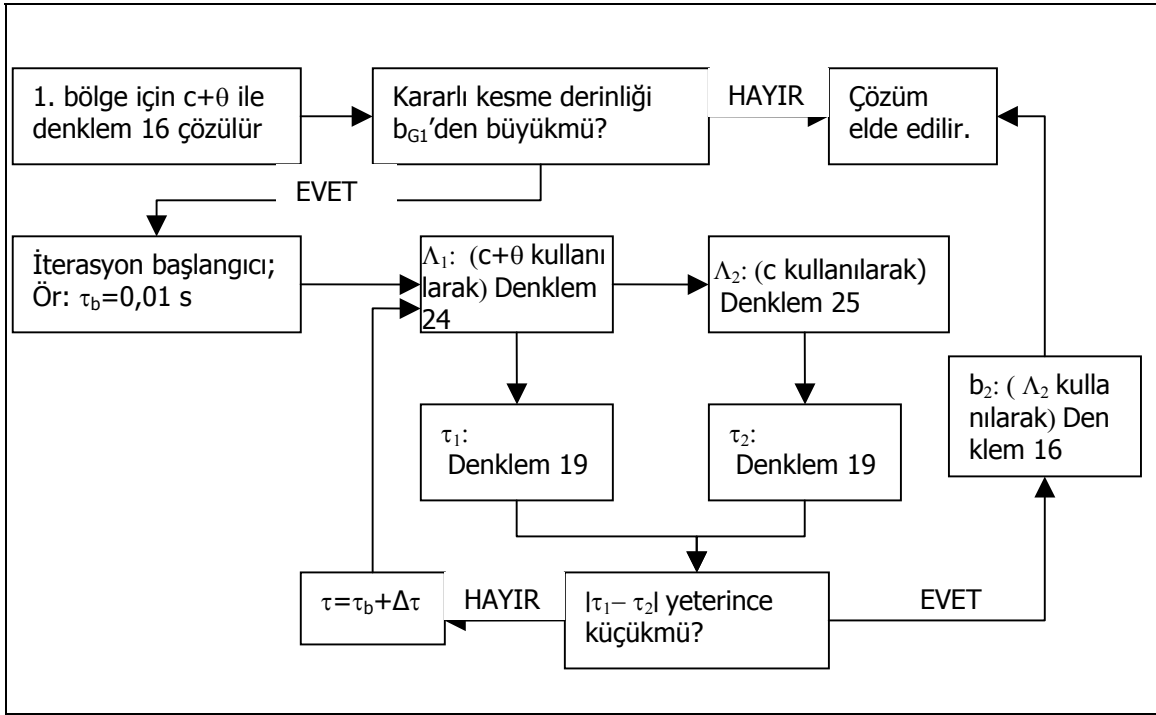 1. bölge için c+θ ile
denklem 16 çözülür
Kararlı kesme derinliği
bG1'den büyükmü?
HAYIR
Çözüm
elde edilir.
EVET
İterasyon başlangıcı;
Ör: τb=0,01 s
Λ1: (c+θ kullanı
larak) Denklem
24
Λ2: (c kullanılarak)
Denklem 25
b2: ( Λ2 kulla
nılarak) Den
klem 16
τ1:
Denklem 19
τ2:
Denklem 19
τ=τb+Δτ
HAYIR
|τ1– τ2| yeterince
küçükmü?
EVET